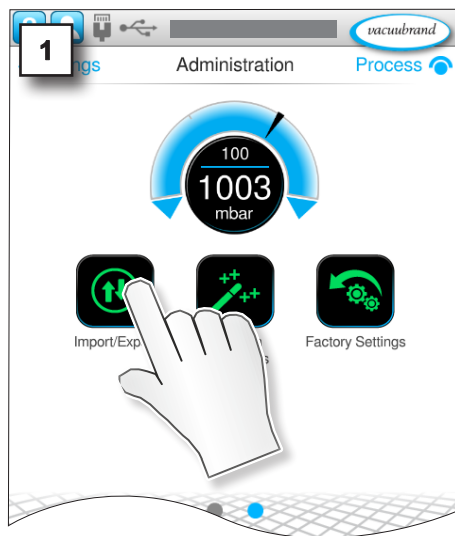 vacuubrand
1
ngs Administration Process
100
1003
mbar
Import/Exp
Factory Settings
s